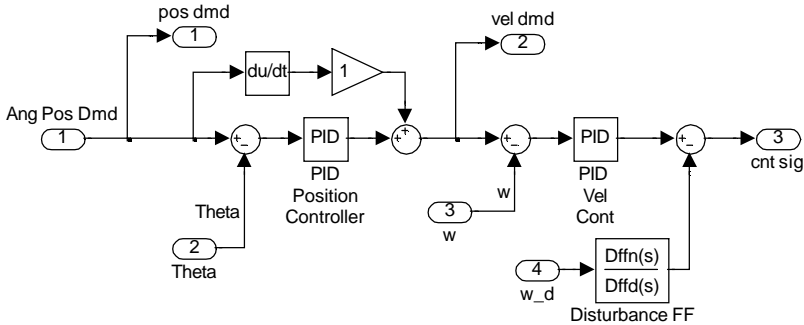 pos dmd
1
vel dmd
2
du/dt
1
Ang Pos Dmd
1
PID
PID
Position
Controller
PID
PID
Vel
Cont
3
cnt sig
Theta
2
Theta
w
3
w
4
w_d
Dffn(s)
Dffd(s)
Disturbance FF